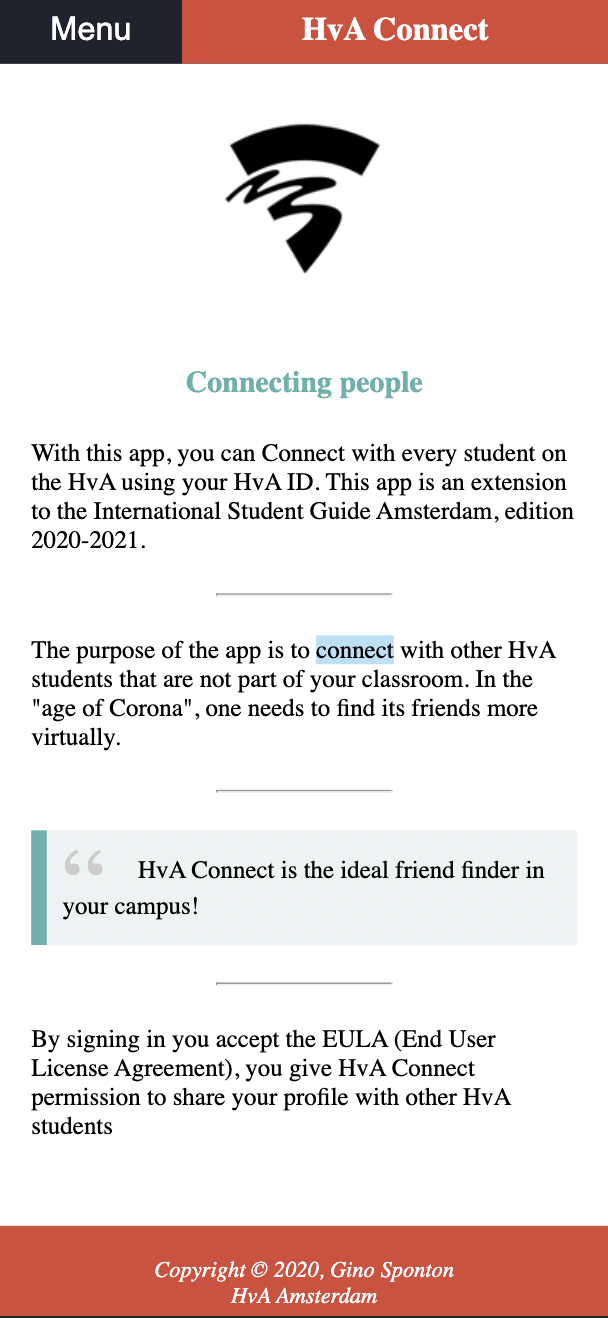 Menu
HvA Connect
Connecting people
With this app, you can Connect with every student on
the HvA using your HvA ID. This app is an extension
to the International Student Guide Amsterdam, edition
2020-2021.
The purpose of the app is to connect with other HvA
students that are not part of your classroom. In the
"age of Corona", one needs to find its friends more
virtually.
“ HvA Connect is the ideal friend finder in
your campus!
By signing in you accept the EULA (End User
License Agreement), you give HvA Connect
permission to share your profile with other HvA
students
Copyright © 2020, Gino Sponton
HvA Amsterdam